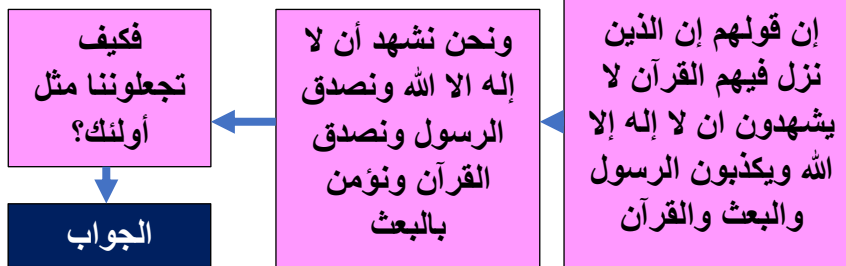 إن قولهم إن الذين
نزل فيهم القرآن لا
يشهدون ان لا إله إلا
الله ويكذبون الرسول
والبعث والقرآن
ونحن نشهد أن لا
إله الا الله ونصدق
الرسول ونصدق
القرآن ونؤمن
بالبعث
فكيف
تجعلوننا مثل
أولئك؟
الجواب